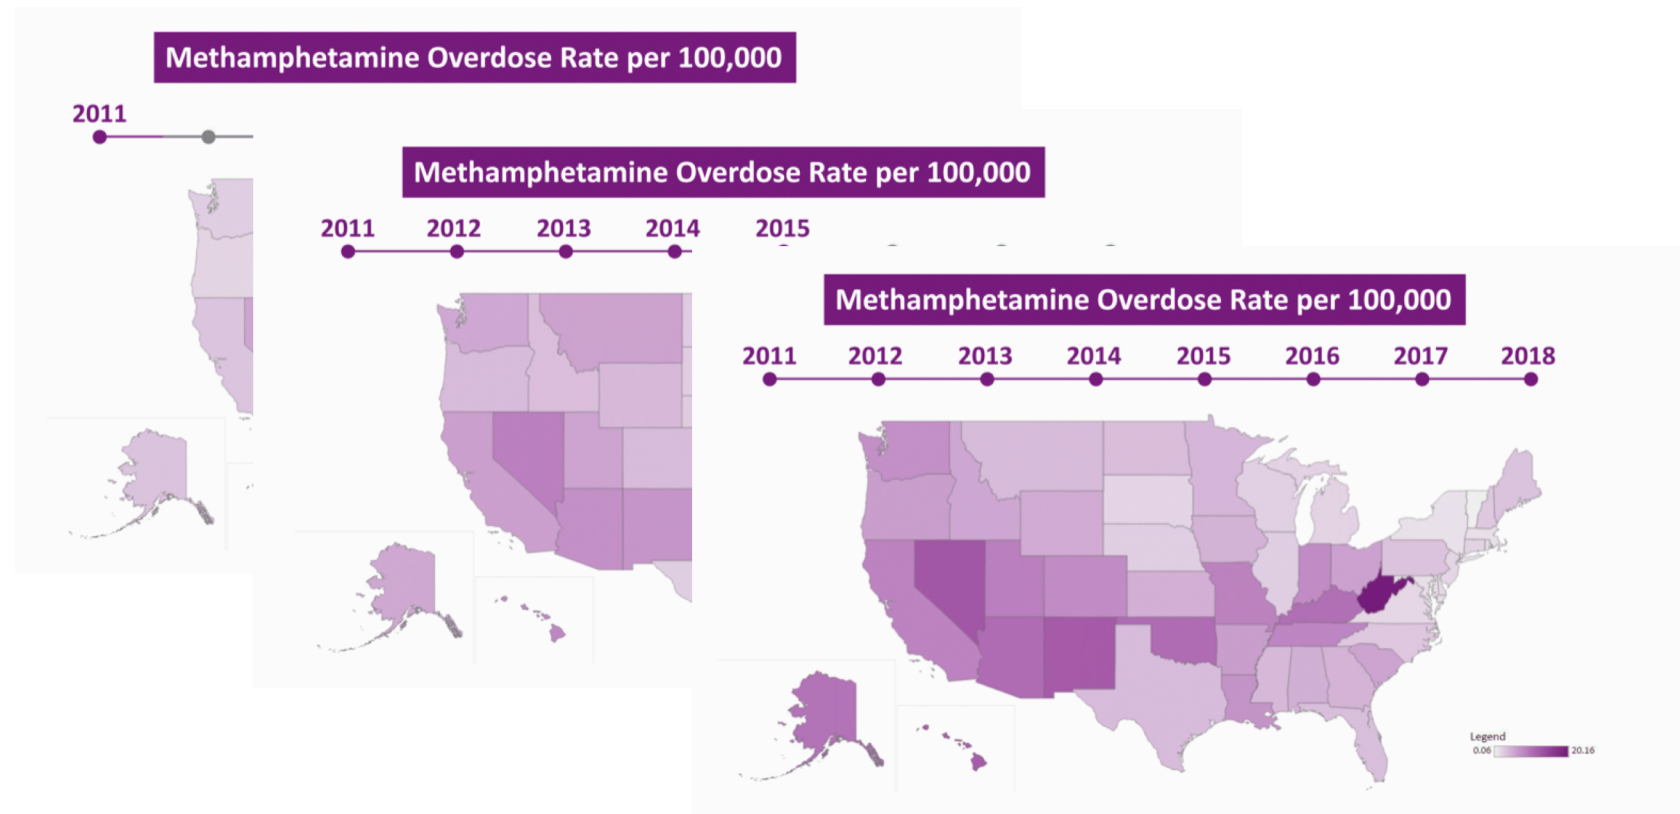 Methamphetamine Overdose Rate per 100,000
2011
Methamphetamine Overdose Rate per 100,000
2011 2012 2013 2014 2015
Methamphetamine Overdose Rate per 100,000
2011 2012 2013 2014 2015 2016 2017 2018
Legend
0.06 20.16